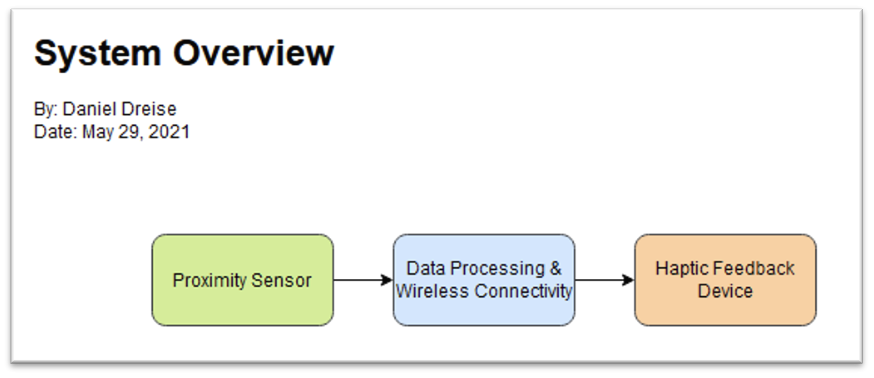 System Overview
By: Daniel Dreise
Date: May 29, 2021
Proximity Sensor
Data Processing &
Wireless Connectivity
Haptic Feedback
Device